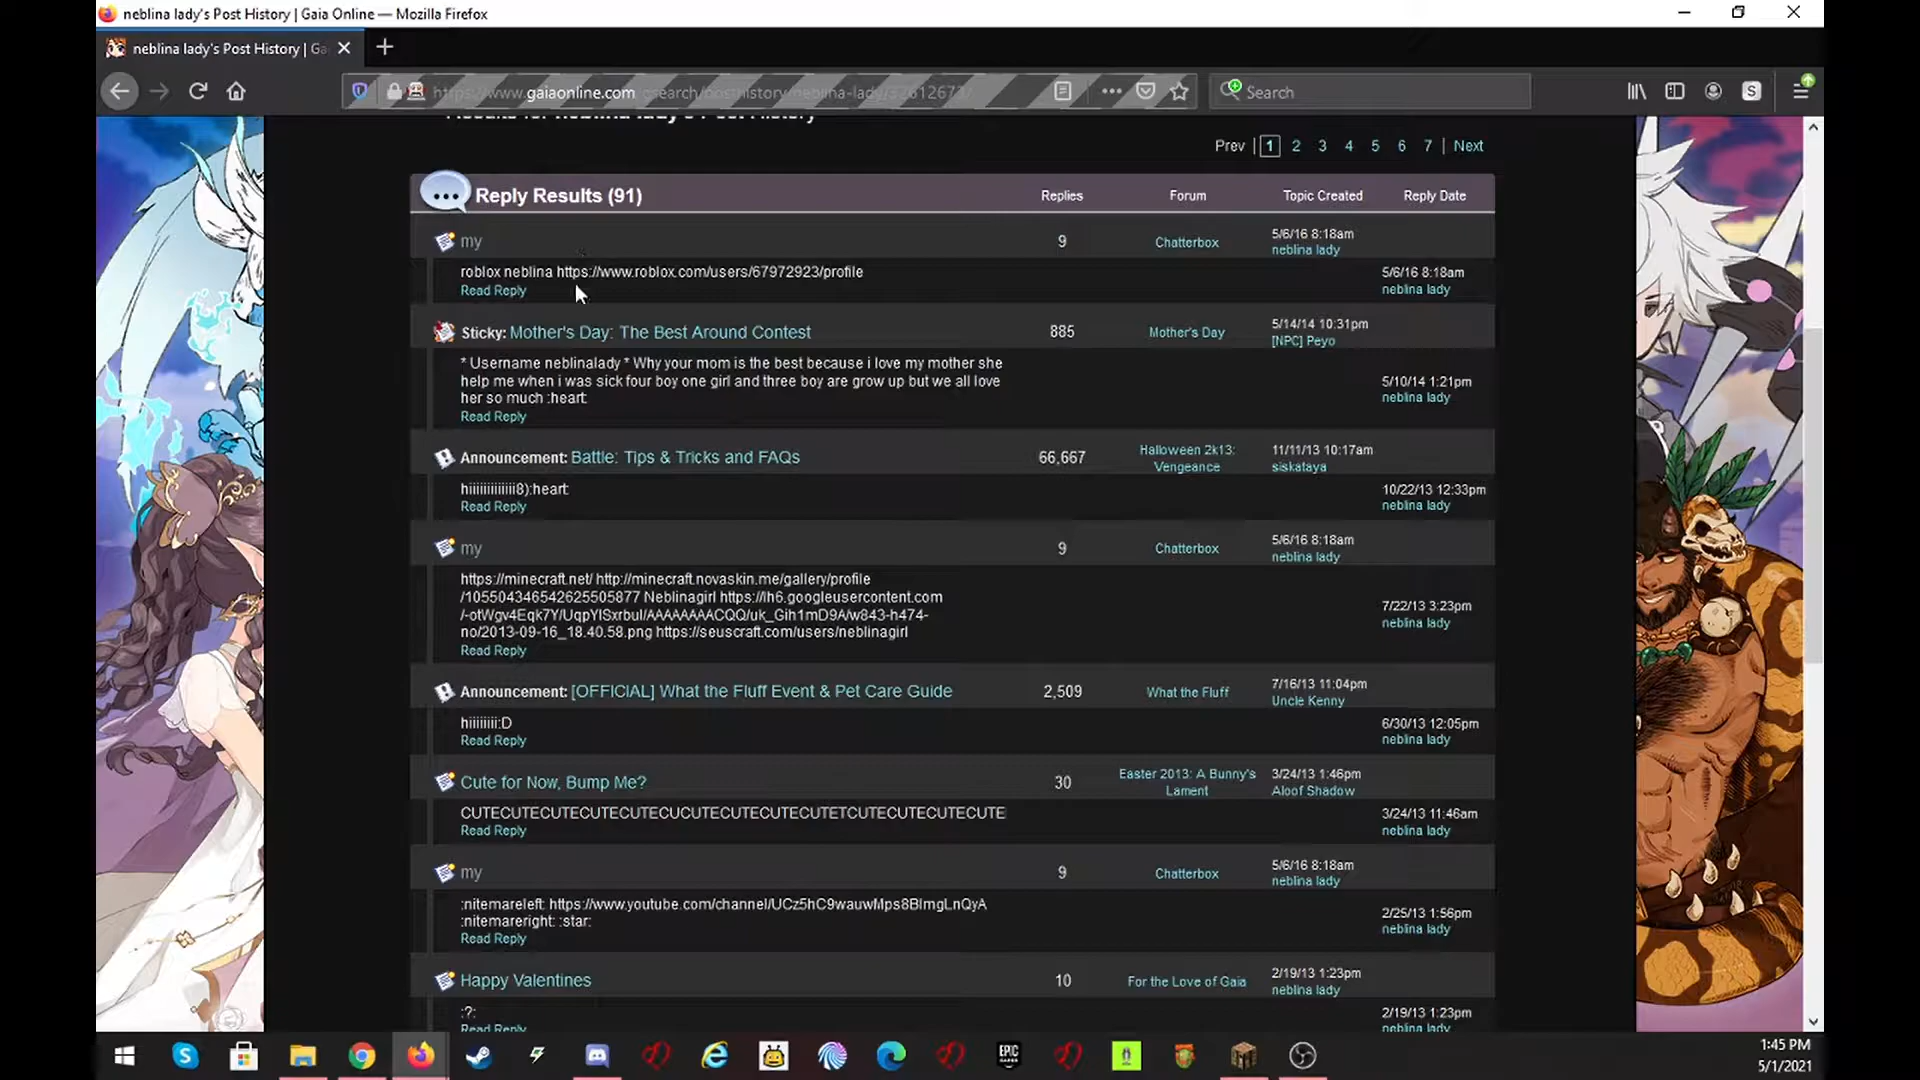 neblina lady's Post History | Gaia Online — Mozilla Firefox
neblina lady's Post History | Ga
gaiaonline.com
Search
Results for neblina lady's Post History
Prev | 1 2 3 4 5 6 7 | Next
Reply Results (91) Replies Forum Topic Created Reply Date
my 9 Chatterbox 5/6/16 8:18am
neblina lady
roblox neblina https://www.roblox.com/users/67972923/profile 5/6/16 8:18am
Read Reply neblina lady
Sticky: Mother's Day: The Best Around Contest 885 Mother's Day 5/14/14 10:31pm
[NPC] Peyo
* Username neblinalady * Why your mom is the best because i love my mother she
help me when i was sick four boy one girl and three boy are grow up but we all love 5/10/14 1:21pm
her so much :heart: neblina lady
Read Reply
Announcement: Battle: Tips & Tricks and FAQs 66,667 Halloween 2k13: Vengeance 11/11/13 10:17am
siskataya
hiiiiiiiiiiiii8):heart: 10/22/13 12:33pm
Read Reply neblina lady
my 9 Chatterbox 5/6/16 8:18am
neblina lady
https://minecraft.net/ http://minecraft.novaskin.me/gallery/profile
/105504346542625505877 Neblinagirl https://lh6.googleusercontent.com
no/2013-09-16_18.40.58.png https://seuscraft.com/users/neblinagirl
7/22/13 3:23pm
neblina lady
Read Reply
Announcement: [OFFICIAL] What the Fluff Event & Pet Care Guide 2,509 What the Fluff 7/16/13 11:04pm
Uncle Kenny
hiiiiiiiii:D 6/30/13 12:05pm
Read Reply neblina lady
Cute for Now, Bump Me? 30 Easter 2013: A Bunny's Lament 3/24/13 1:46pm
Aloof Shadow
CUTECUTECUTECUTECUTECUCUTECUTECUTECUTETCUTECUTECUTECUTE 3/24/13 11:46am
Read Reply neblina lady
my 9 Chatterbox 5/6/16 8:18am
neblina lady
:nitemareleft: https://www.youtube.com/channel/UCz5hC9wauwMps8BlmgLnQyA
:nitemareright: :star: 2/25/13 1:56pm
Read Reply neblina lady
Happy Valentines 10 For the Love of Gaia 2/19/13 1:23pm
neblina lady
:?: 2/19/13 1:23pm
Read Reply neblina lady
EPIC
1:45 PM
5/1/2021